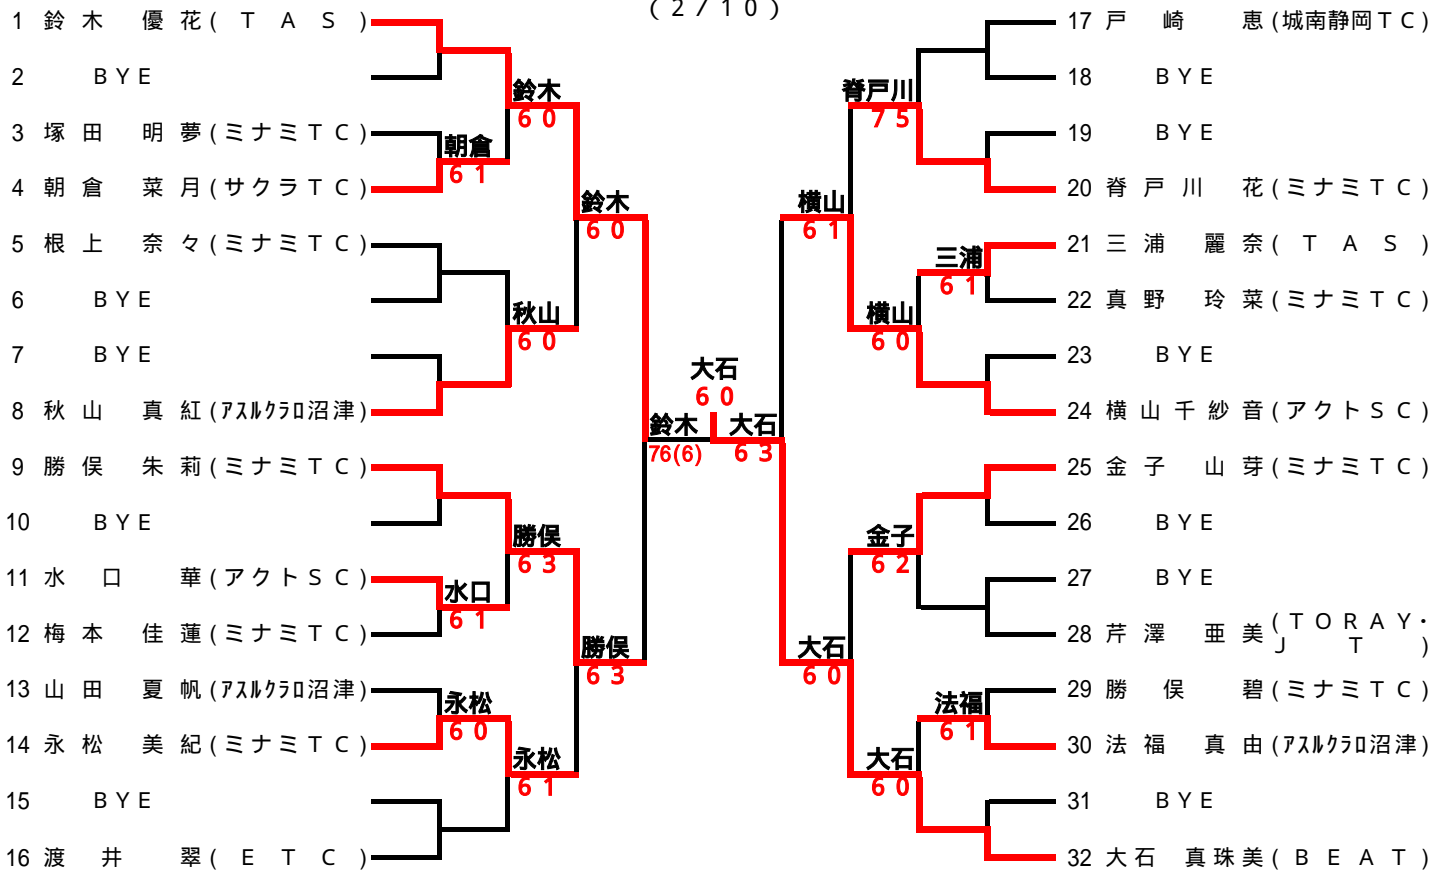 (２/１０)
1 鈴木 優花(ＴＡＳ)
2 ＢＹＥ
3 塚田 明夢(ミナミＴＣ)
4 朝倉 菜月(サクラＴＣ)
5 根上 奈々(ミナミＴＣ)
6 ＢＹＥ
7 ＢＹＥ
8 秋山 真紅(ｱｽﾙｸﾗﾛ沼津)
9 勝俣 朱莉(ミナミＴＣ)
10 ＢＹＥ
11 水口 華(アクトＳＣ)
12 梅本 佳蓮(ミナミＴＣ)
13 山田 夏帆(ｱｽﾙｸﾗﾛ沼津)
14 永松 美紀(ミナミＴＣ)
15 ＢＹＥ
16 渡井 翠(ＥＴＣ)
朝倉
６１
水口
６１
永松
６０
鈴木
６０
秋山
６０
勝俣
６３
永松
６１
鈴木
６０
勝俣
６３
鈴木
76(6)
大石
６０
大石
６３
横山
６１
大石
６０
脊戸川
７５
横山
６０
金子
６２
大石
６０
三浦
６１
法福
６１
17 戸崎 恵(城南静岡ＴＣ)
18 ＢＹＥ
19 ＢＹＥ
20 脊戸川 花(ミナミＴＣ)
21 三浦 麗奈(ＴＡＳ)
22 真野 玲菜(ミナミＴＣ)
23 ＢＹＥ
24 横山千紗音(アクトＳＣ)
25 金子 山芽(ミナミＴＣ)
26 ＢＹＥ
27 ＢＹＥ
28 芹澤 亜美(ＴＯＲＡＹ・
ＪＴ)
29 勝俣 碧(ミナミＴＣ)
30 法福 真由(ｱｽﾙｸﾗﾛ沼津)
31 ＢＹＥ
32 大石 真珠美(ＢＥＡＴ)